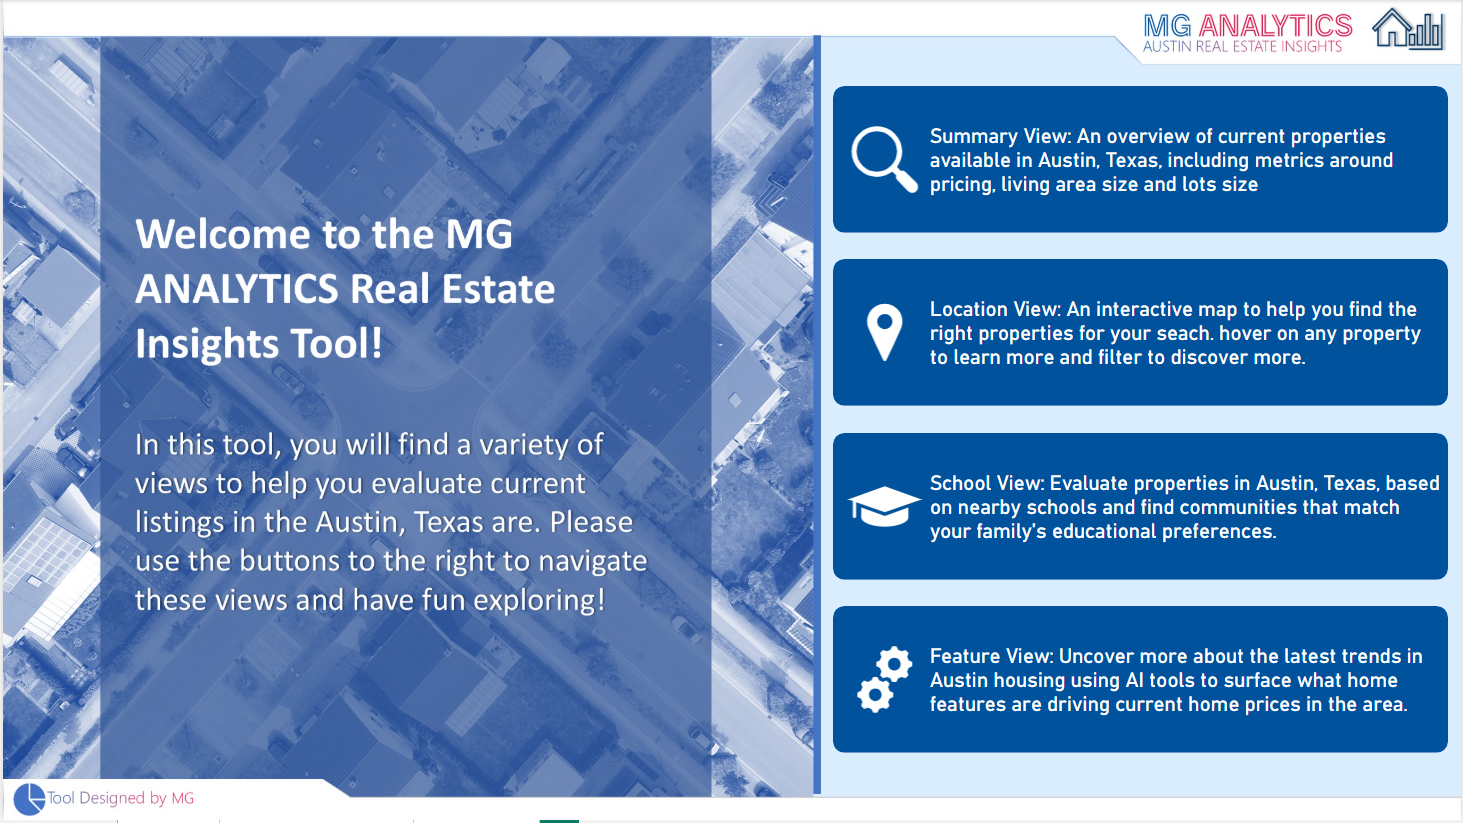 MG ANALYTICS
AUSTIN REAL ESTATE INSIGHTS
Welcome to the MG
ANALYTICS Real Estate
Insights Tool!
In this tool, you will find a variety of
views to help you evaluate current
listings in the Austin, Texas are. Please
use the buttons to the right to navigate
these views and have fun exploring!
Summary View: An overview of current properties
available in Austin, Texas, including metrics around
pricing, living area size and lots size
Location View: An interactive map to help you find the
right properties for your seach. hover on any property
to learn more and filter to discover more.
School View: Evaluate properties in Austin, Texas, based
on nearby schools and find communities that match
your family's educational preferences.
Feature View: Uncover more about the latest trends in
Austin housing using AI tools to surface what home
features are driving current home prices in the area.
Tool Designed by MG